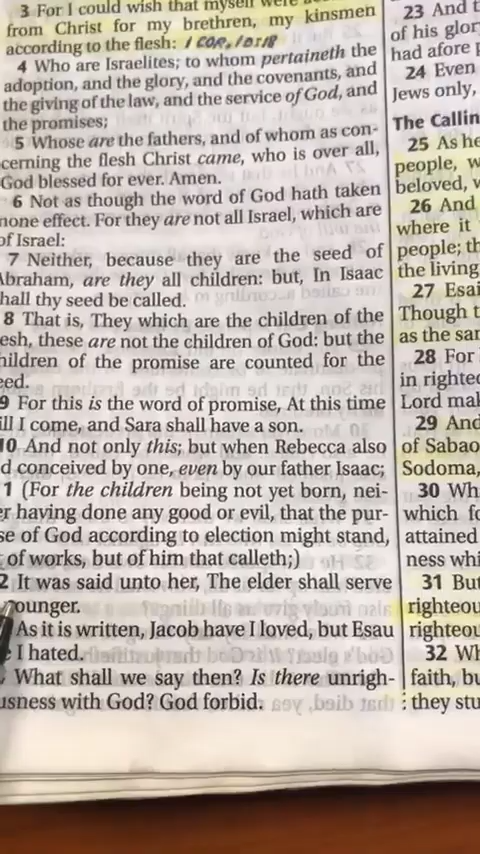 3 For I could wish that myself were
from Christ for my brethren, my kinsmen
according to the flesh: 1 COR, 10:18
4 Who are Israelites; to whom pertaineth the
adoption, and the glory, and the covenants, and
the giving of the law, and the service of God, and
the promises;
5 Whose are the fathers, and of whom as con-
cerning the flesh Christ came, who is over all,
God blessed for ever. Amen.
6 Not as though the word of God hath taken
none effect. For they are not all Israel, which are
of Israel:
7 Neither, because they are the seed of
Abraham, are they all children: but, In Isaac
hall thy seed be called.
8 That is, They which are the children of the
esh, these are not the children of God: but the
hildren of the promise are counted for the
eed.
9 For this is the word of promise, At this time
ill I come, and Sara shall have a son.
10 And not only this; but when Rebecca also
d conceived by one, even by our father Isaac;
1 (For the children being not yet born, nei-
er having done any good or evil, that the pur-
se of God according to election might stand,
of works, but of him that calleth;)
2 It was said unto her, The elder shall serve
ounger.
As it is written, Jacob have I loved, but Esau
I hated.
What shall we say then? Is there unrigh-
usness with God? God forbid.
23 And t
of his glor
had afore p
24 Even
Jews only,
The Callin
25 As he
people, w
beloved, w
26 And
where it
people; th
the living
27 Esai
Though t
as the san
28 For
in righte
Lord mak
29 And
of Sabao
Sodoma,
30 Wh
which fo
attained
ness whi
31 But
righteou
righteou
32 Wh
faith, bu
they stu